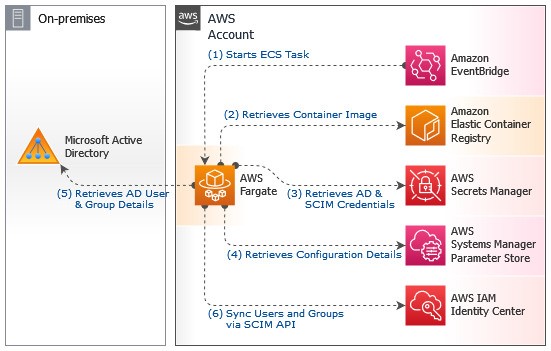 On-premises
aws
AWS
Account
(1) Starts ECS Task
Amazon
EventBridge
(2) Retrieves Container Image
Amazon
Elastic Container
Registry
Microsoft Active
Directory
(5) Retrieves AD User
& Group Details
AWS
Fargate
(3) Retrieves AD &
SCIM Credentials
AWS
Secrets Manager
(4) Retrieves Configuration Details
AWS
Systems Manager
Parameter Store
(6) Sync Users and Groups
via SCIM API
AWS IAM
Identity Center